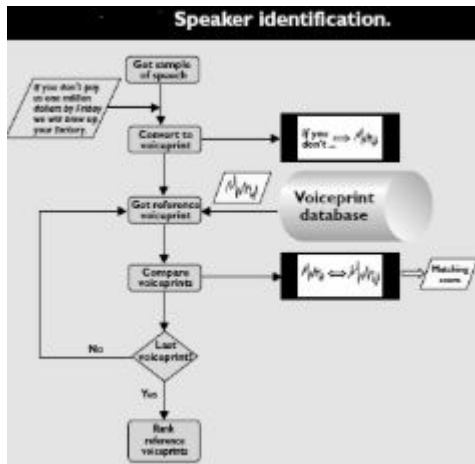 Speaker identification.
Get sample
of speech
If you don't pay
us one million
dollars by Friday
we will blow up
your factory.
Convert to
voiceprint
If you
don't ...
Get reference
voiceprint
Voiceprint
database
Compare
voiceprints
Matching
score
Last
voiceprint?
No
Yes
Rank
reference
voiceprints